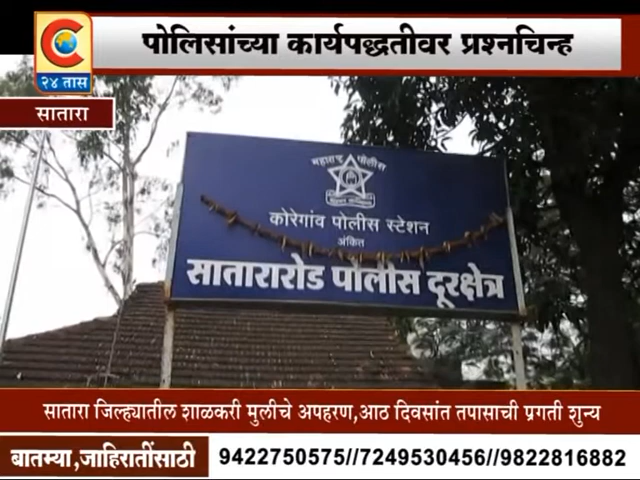 पोलिसांच्या कार्यपद्धतीवर प्रश्नचिन्ह
C
२४ तास
सातारा
महाराष्ट्र पोलीस
कोरेगांव पोलीस स्टेशन
अंकित
सातारारोड पोलीस दूरक्षेत्र
सातारा जिल्ह्यातील शाळकरी मुलीचे अपहरण,आठ दिवसांत तपासाची प्रगती शुन्य
बातम्या,जाहिरातींसाठी
9422750575//7249530456//9822816882